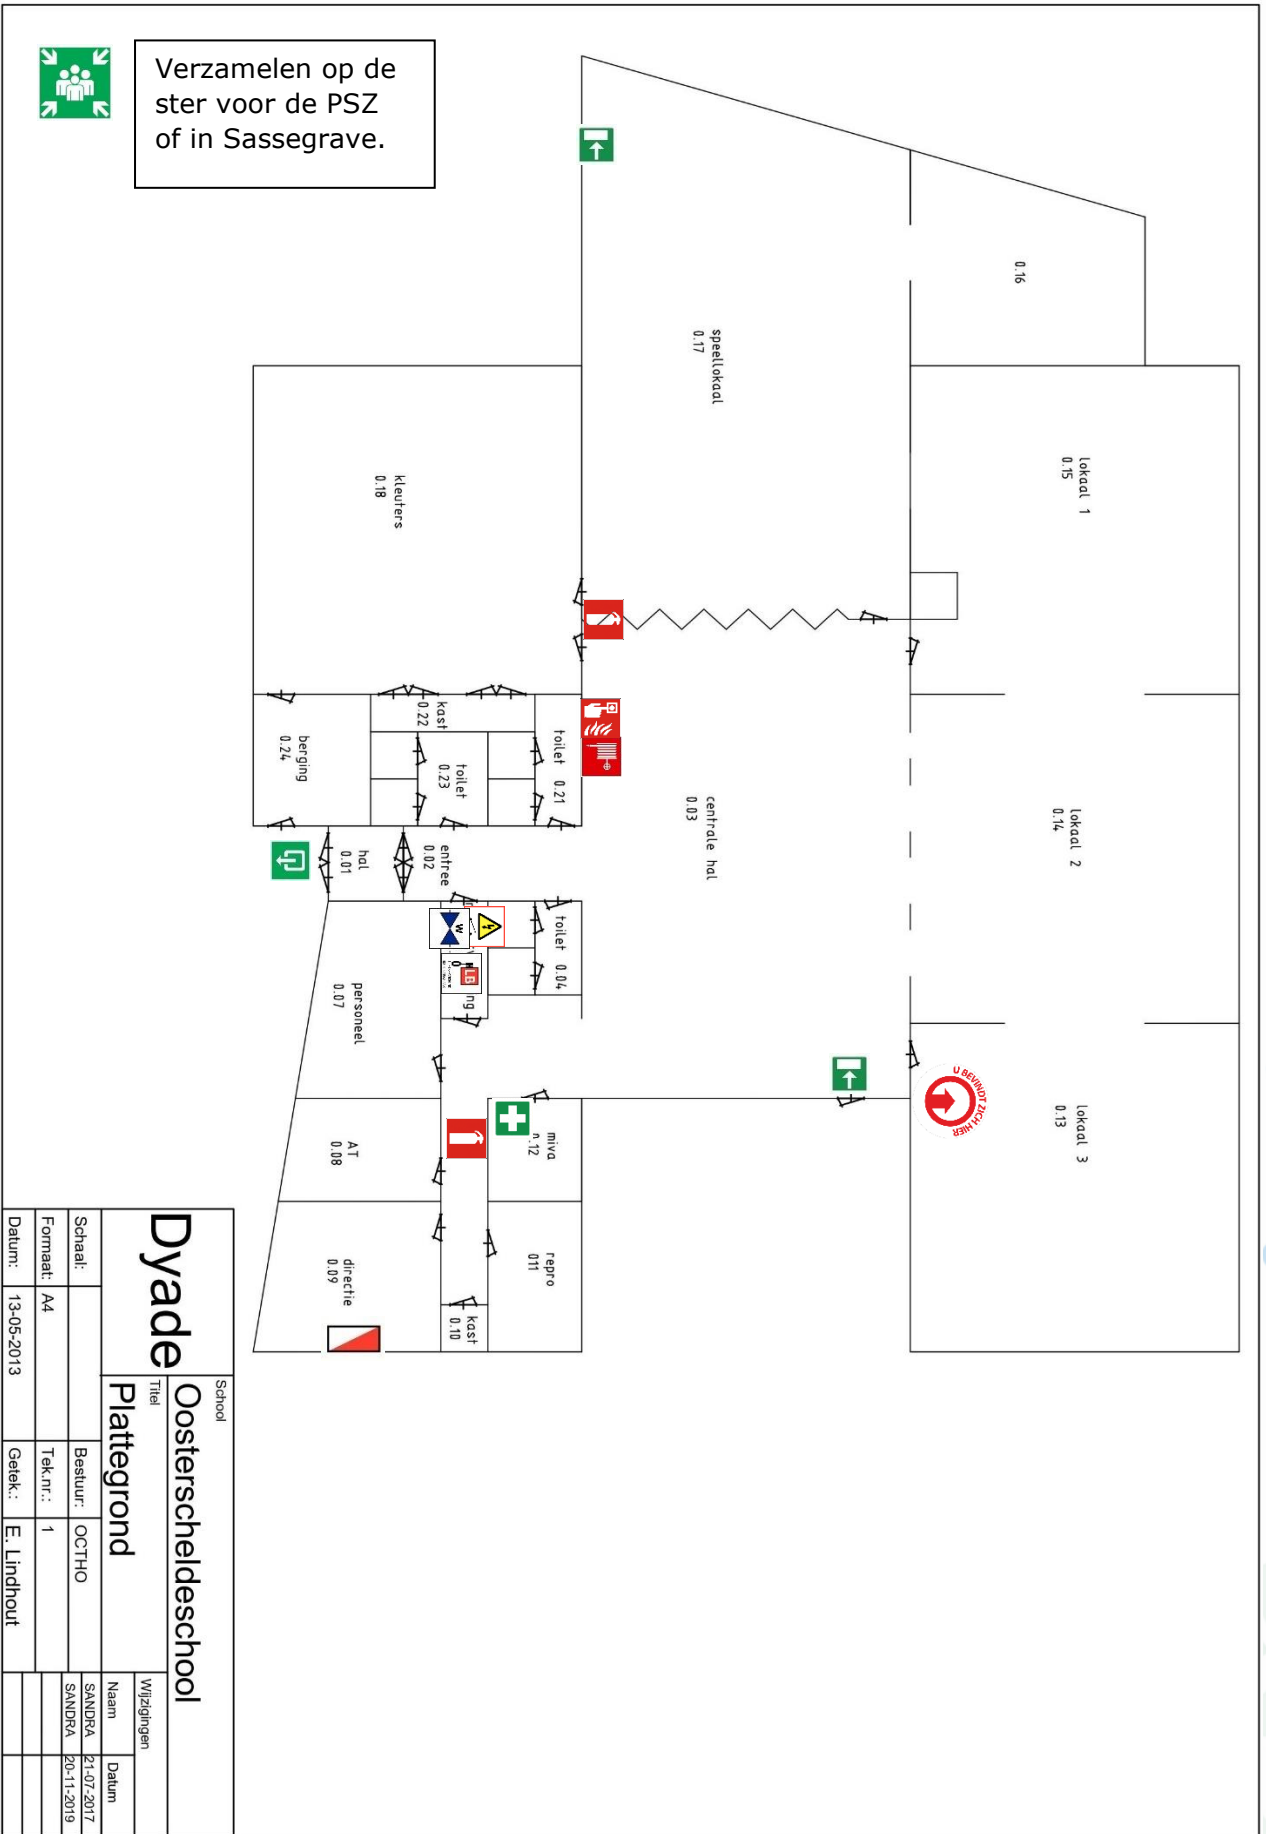 Verzamelen op de
ster voor de PSZ
of in Sassegrave.
0.16
speellokaal
0.17
lokaal 1
0.15
kleuters
0.18
kast
0.22
toilet 0.21
toilet
0.23
berging
0.24
centrale hal
0.03
lokaal 2
0.14
hal
0.01
entree
0.02
toilet 0.04
W
ng
personeel
0.07
U BEVINDT ZICH HIER
lokaal 3
0.13
miva
0.12
AT
0.08
repro
011
directie
0.09
kast
0.10
Dyade
School
Oosterscheldeschool
Titel
Plattegrond
Wijzigingen
Naam Datum
SANDRA 21-07-2017
SANDRA 20-11-2019
Schaal: Bestuur: OCTHO
Formaat: A4 Tek.nr.: 1
Datum: 13-05-2013 Getek.: E. Lindhout